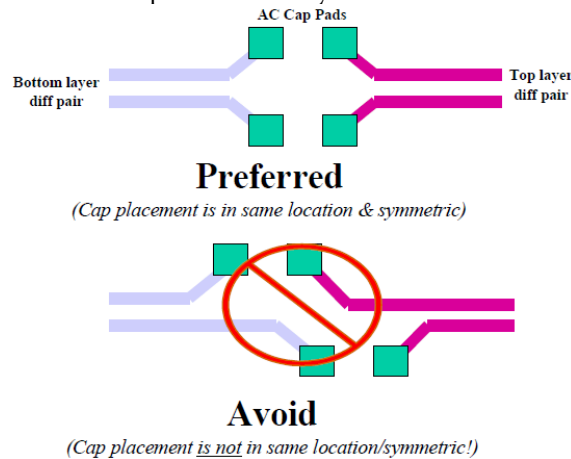 AC Cap Pads
Bottom layer
diff pair
Top layer
diff pair
Preferred
(Cap placement is in same location & symmetric)
Avoid
(Cap placement is not in same location/symmetric!)